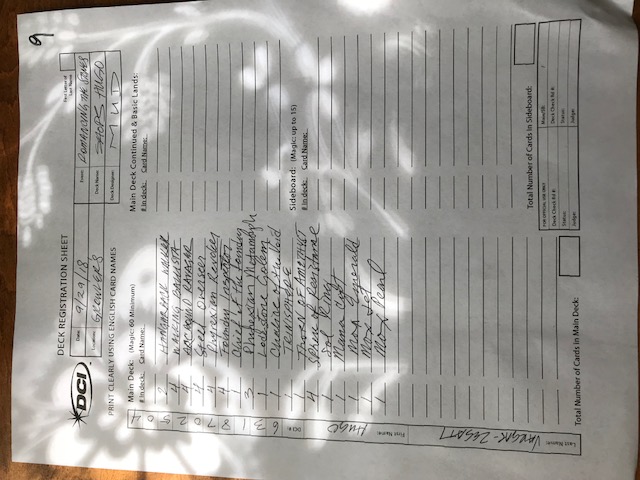 9
DCI
DECK REGISTRATION SHEET
First Letter of
Last Name:
Date: 9/29/18
Location: GROWLER'S
Event: ROMANCING THE STONES
Deck Name: SHOPS HUGO
Deck Designer: MUD
PRINT CLEARLY USING ENGLISH CARD NAMES
Main Deck: (Magic: 60 Minimum)
# in deck: Card Name:
2 HANGARBACK WALKER
4 WALKING BALLISTA
4 ARCBOUND RAVAGER
4 Steel Overseer
4 Phyrexian Revoker
4 Foundry Inspector
1 Chief of the Foundry
3 Phyrexian Metamorph
1 Lodestone Golem
1 Chalice of the Void
1 TRINISPHERE
1 THORN OF AMETHYST
4 Sphere of Resistance
1 Sol Ring
1 Mana Crypt
1 Mox Emerald
1 Mox Jet
1 Mox Pearl
Total Number of Cards in Main Deck:
Main Deck Continued & Basic Lands:
# in deck: Card Name:
Sideboard: (Magic: up to 15)
# in deck: Card Name:
Total Number of Cards in Sideboard:
FOR OFFICIAL USE ONLY
Main/SB: /
Deck Check Rd #:
Deck Check Rd #:
Status:
Status:
Judge:
Judge:
Last Name:
First Name: HUGO
DCI#: 6318702504